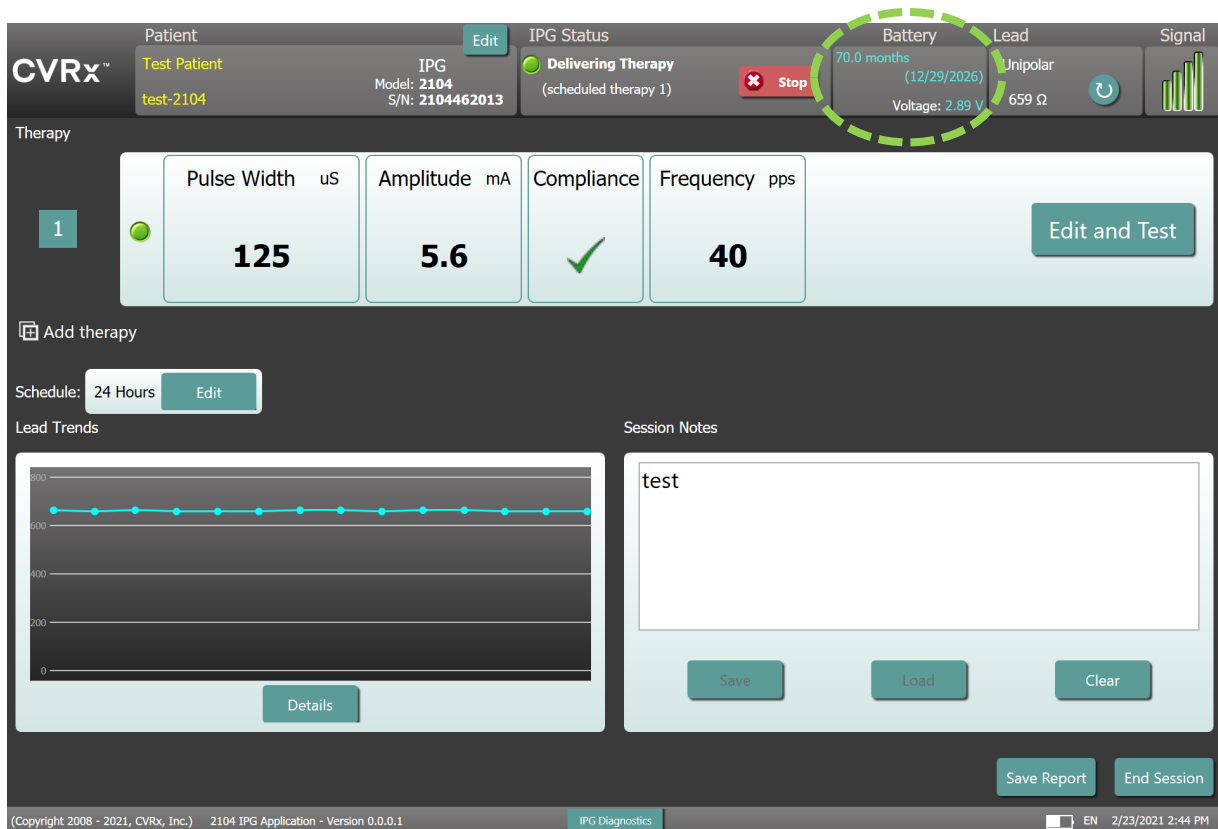 Patient
Edit
IPG Status
Battery
Lead
Signal
CVRx™
Test Patient
test-2104
IPG
Model: 2104
S/N: 2104462013
Delivering Therapy
(scheduled therapy 1)
Stop
70.0 months
(12/29/2026)
Voltage: 2.89 V
Unipolar
659 Ω
Therapy
1
Pulse Width uS
125
Amplitude mA
5.6
Compliance
Frequency pps
40
Edit and Test
Add therapy
Schedule: 24 Hours Edit
Lead Trends
800
600
400
200
0
Details
Session Notes
test
Save
Load
Clear
Save Report
End Session
(Copyright 2008 - 2021, CVRx, Inc.) 2104 IPG Application - Version 0.0.0.1
IPG Diagnostics
EN 2/23/2021 2:44 PM